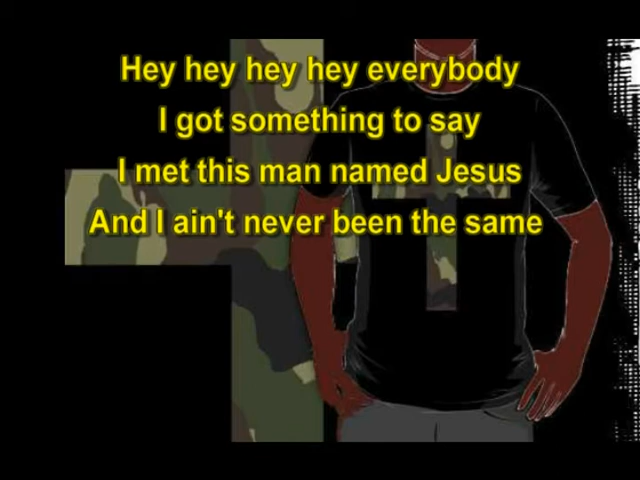 Hey hey hey hey everybody
I got something to say
I met this man named Jesus
And I ain't never been the same